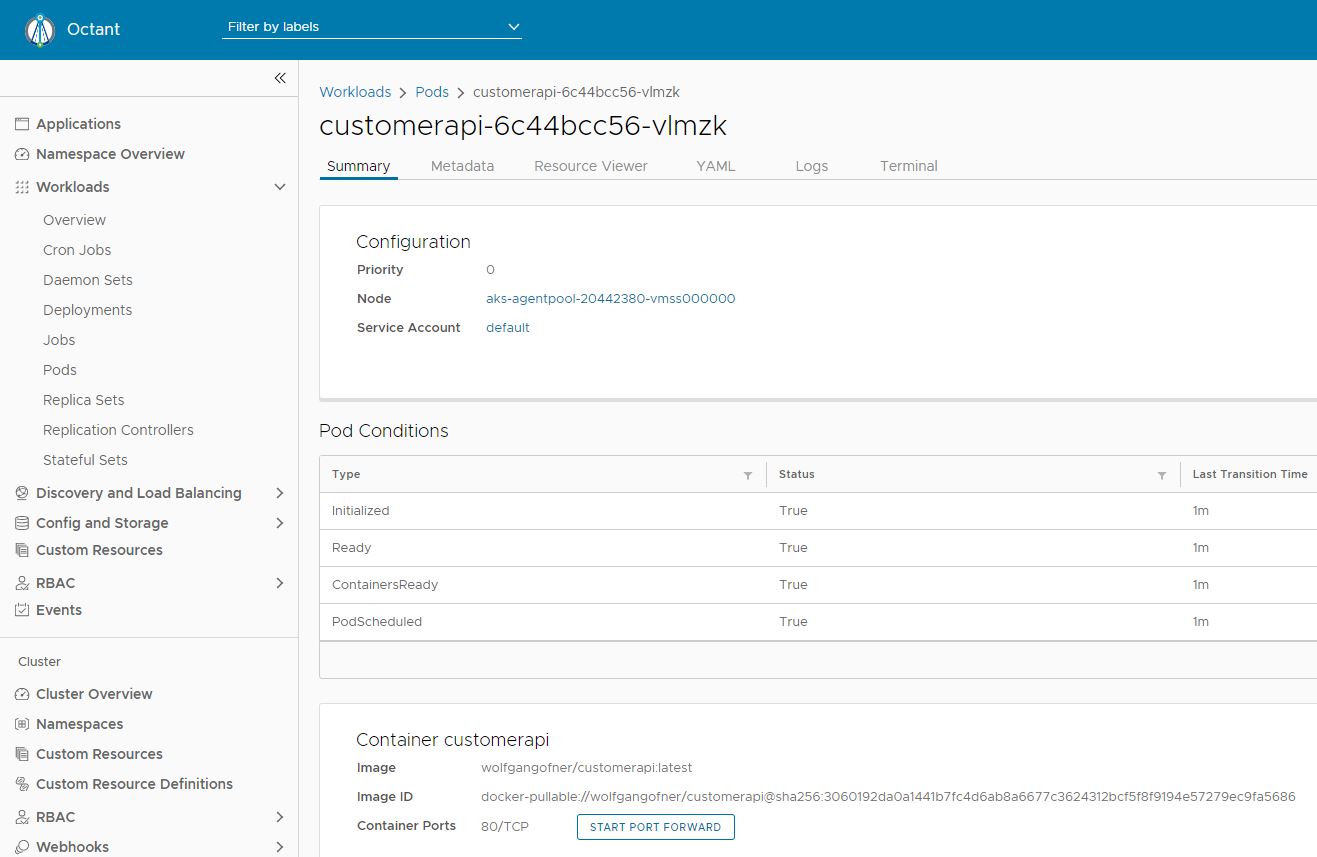 Octant
Filter by labels
Applications
Namespace Overview
Workloads
Overview
Cron Jobs
Daemon Sets
Deployments
Jobs
Pods
Replica Sets
Replication Controllers
Stateful Sets
Discovery and Load Balancing
Config and Storage
Custom Resources
RBAC
Events
Cluster
Cluster Overview
Namespaces
Custom Resources
Custom Resource Definitions
RBAC
Webhooks
Workloads > Pods > customerapi-6c44bcc56-vlmzk
customerapi-6c44bcc56-vlmzk
Summary Metadata Resource Viewer YAML Logs Terminal
Configuration
Priority 0
Node aks-agentpool-20442380-vmss000000
Service Account default
Pod Conditions
Type Status Last Transition Time
Initialized True 1m
Ready True 1m
ContainersReady True 1m
PodScheduled True 1m
Container customerapi
Image wolfgangofner/customerapi:latest
Image ID docker-pullable://wolfgangofner/customerapi@sha256:3060192da0a1441b7fc4d6ab8a6677c3624312bcf5f8f9194e57279ec9fa5686
Container Ports 80/TCP START PORT FORWARD